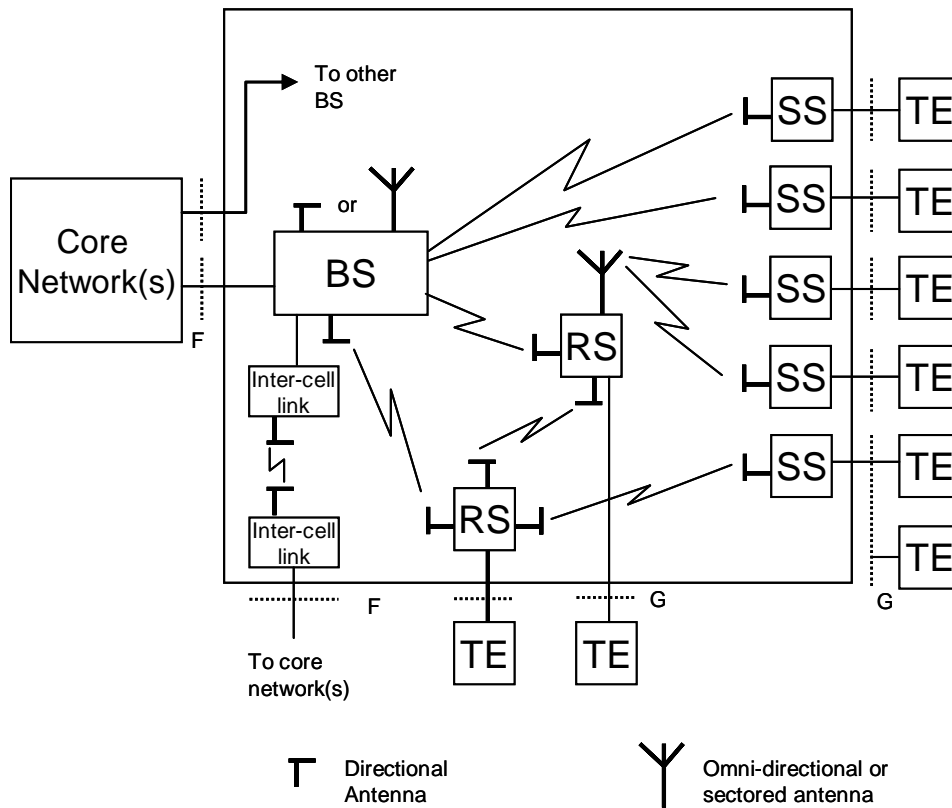 To other
BS
SS
TE
or
SS
TE
Core
Network(s)
BS
SS
TE
F
RS
Inter-cell
link
SS
TE
SS
TE
RS
Inter-cell
link
TE
F
G
G
TE
TE
To core
network(s)
Directional
Antenna
Omni-directional or
sectored antenna